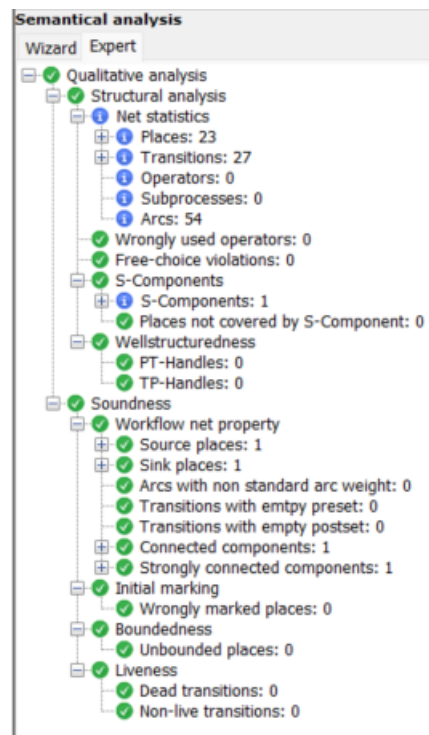 Semantical analysis
Wizard Expert
Qualitative analysis
Structural analysis
Net statistics
Places: 23
Transitions: 27
Operators: 0
Subprocesses: 0
Arcs: 54
Wrongly used operators: 0
Free-choice violations: 0
S-Components
S-Components: 1
Places not covered by S-Component: 0
Wellstructuredness
PT-Handles: 0
TP-Handles: 0
Soundness
Workflow net property
Source places: 1
Sink places: 1
Arcs with non standard arc weight: 0
Transitions with emtpy preset: 0
Transitions with empty postset: 0
Connected components: 1
Strongly connected components: 1
Initial marking
Wrongly marked places: 0
Boundedness
Unbounded places: 0
Liveness
Dead transitions: 0
Non-live transitions: 0